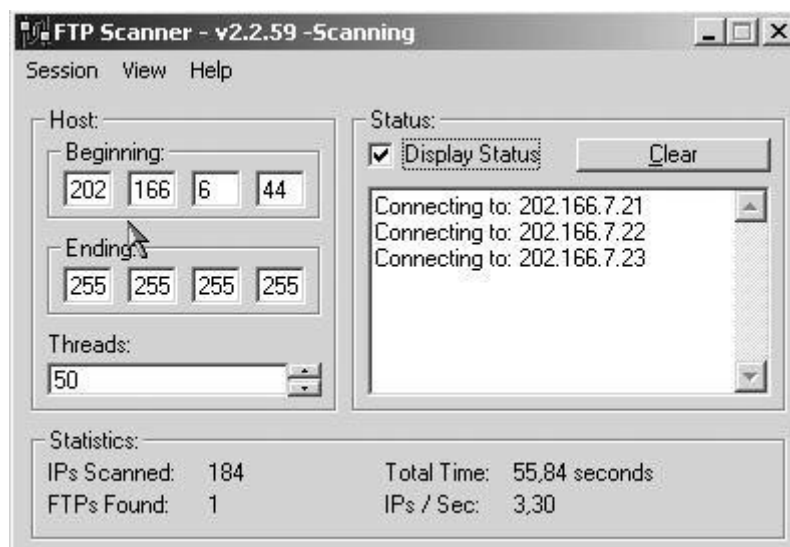 FTP Scanner - v2.2.59 -Scanning
Session View Help
Host:
Beginning:
202 166 6 44
Ending:
255 255 255 255
Threads:
50
Status:
Display Status
Clear
Connecting to: 202.166.7.21
Connecting to: 202.166.7.22
Connecting to: 202.166.7.23
Statistics:
IPs Scanned: 184 Total Time: 55,84 seconds
FTPs Found: 1 IPs / Sec: 3,30